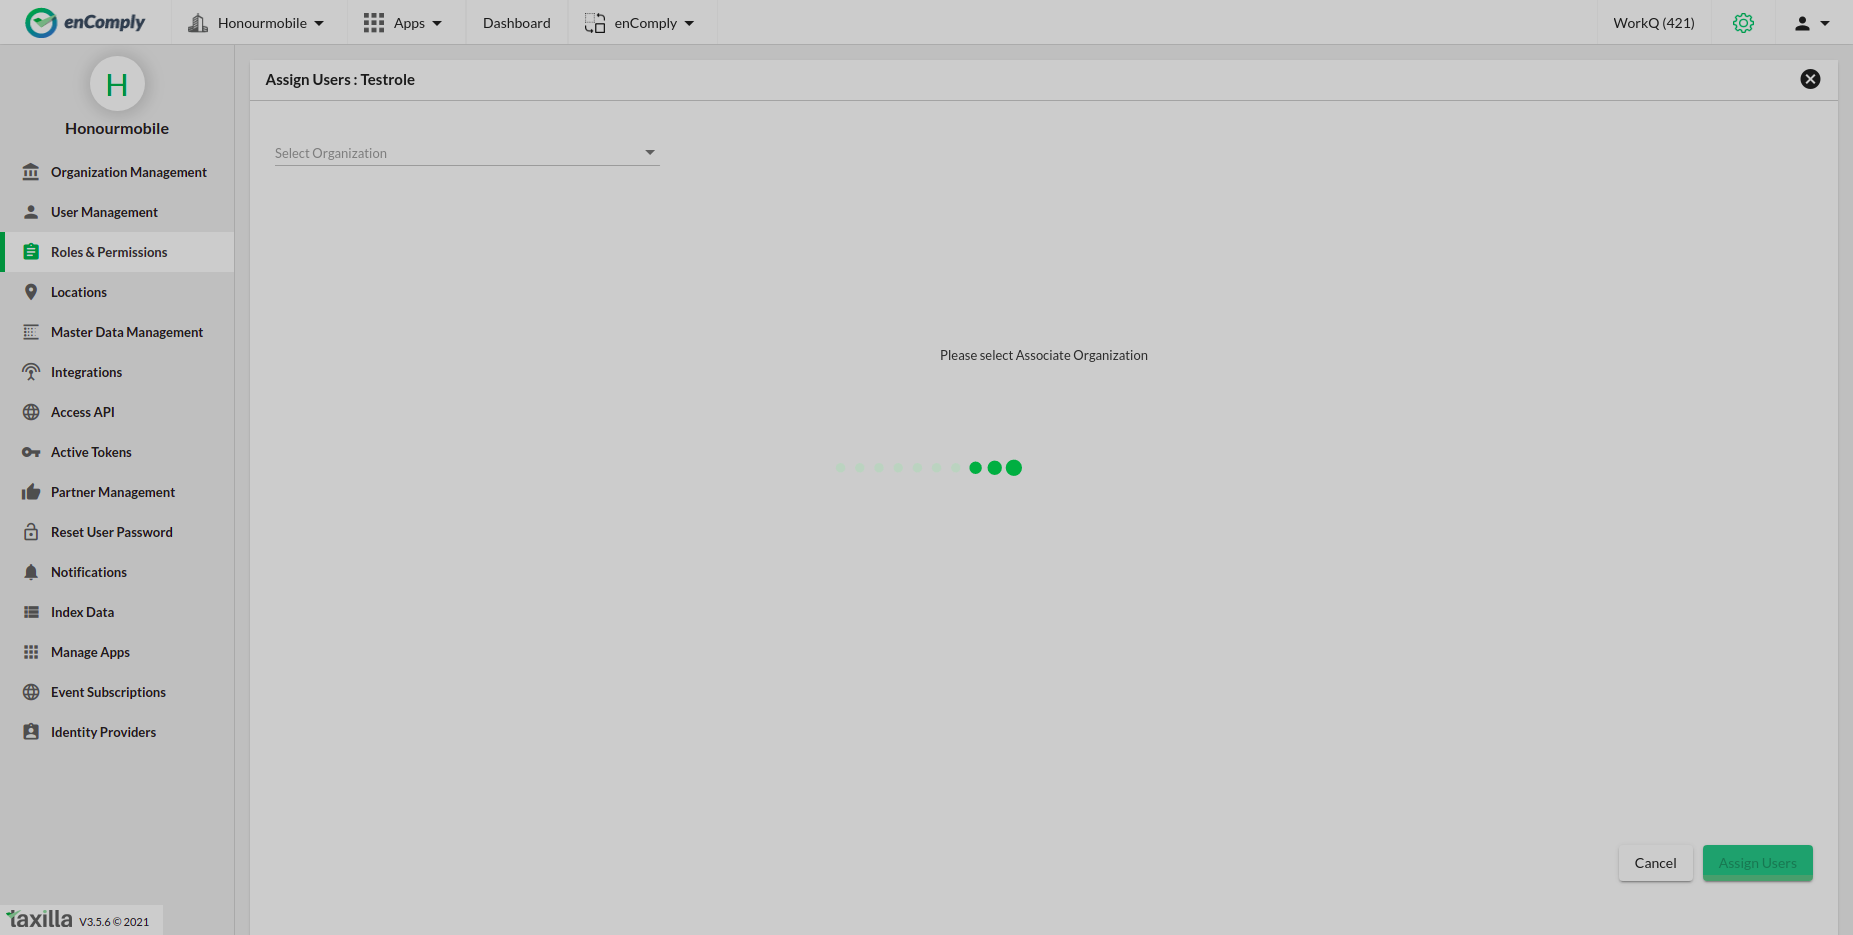 enComply
Honourmobile
Apps
Dashboard
enComply
WorkQ (421)
H
Honourmobile
Organization Management
User Management
Roles & Permissions
Locations
Master Data Management
Integrations
Access API
Active Tokens
Partner Management
Reset User Password
Notifications
Index Data
Manage Apps
Event Subscriptions
Identity Providers
taxilla V3.5.6 © 2021
Assign Users : Testrole
Select Organization
Please select Associate Organization
Cancel
Assign Users